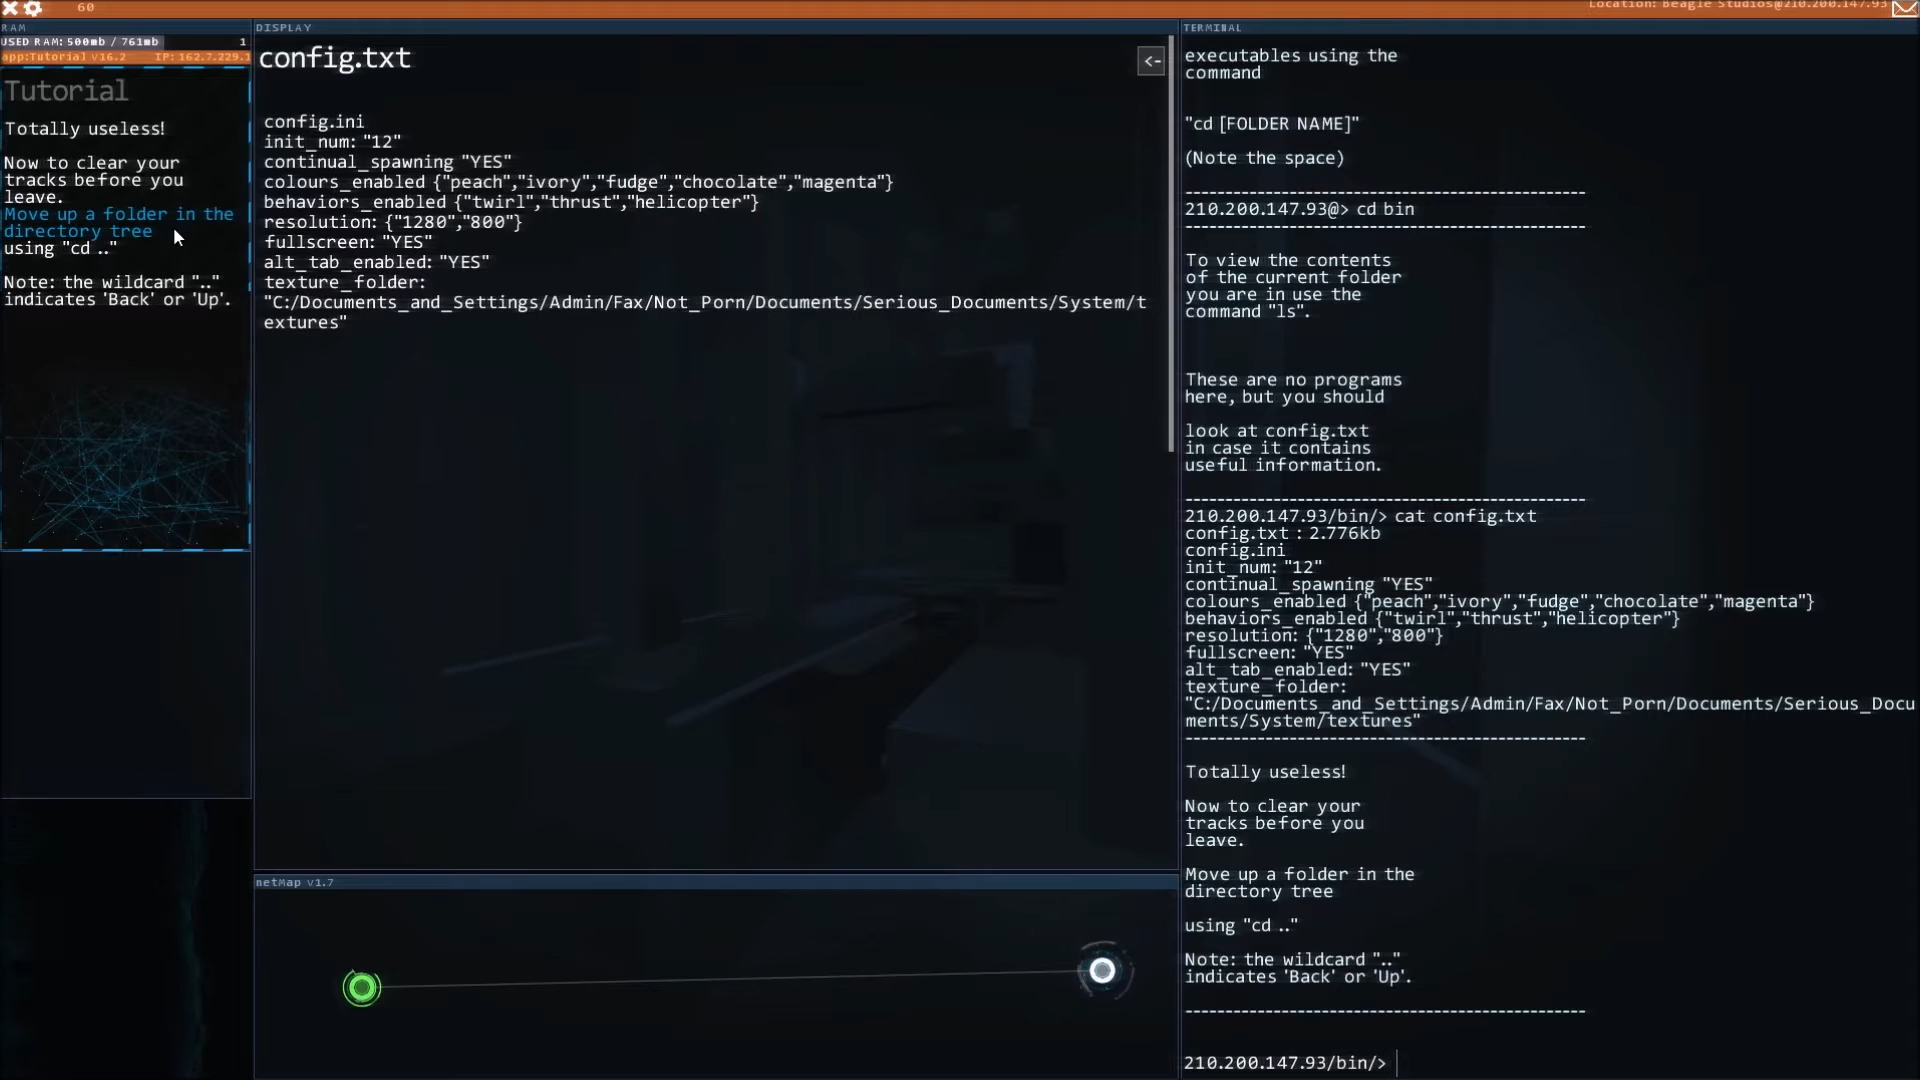 60
Location: Beagle Studios@210.200.147.93
RAM
USED RAM: 500mb / 761mb
1
app:Tutorial v16.2
IP: 162.7.229.1
Tutorial
Totally useless!
Now to clear your
tracks before you
leave.
Move up a folder in the
directory tree
using "cd .."
Note: the wildcard ".."
indicates 'Back' or 'Up'.
DISPLAY
config.txt
<-
config.ini
init_num: "12"
continual_spawning "YES"
colours_enabled {"peach","ivory","fudge","chocolate","magenta"}
behaviors_enabled {"twirl","thrust","helicopter"}
resolution: {"1280","800"}
fullscreen: "YES"
alt_tab_enabled: "YES"
texture_folder:
"C:/Documents_and_Settings/Admin/Fax/Not_Porn/Documents/Serious_Documents/System/t
extures"
netMap v1.7
TERMINAL
executables using the
command
"cd [FOLDER NAME]"
(Note the space)
--------------------------------------------------
210.200.147.93@> cd bin
--------------------------------------------------
To view the contents
of the current folder
you are in use the
command "ls".
These are no programs
here, but you should
look at config.txt
in case it contains
useful information.
--------------------------------------------------
210.200.147.93/bin/> cat config.txt
config.txt : 2.776kb
config.ini
init_num: "12"
continual_spawning "YES"
colours_enabled {"peach","ivory","fudge","chocolate","magenta"}
behaviors_enabled {"twirl","thrust","helicopter"}
resolution: {"1280","800"}
fullscreen: "YES"
alt_tab_enabled: "YES"
texture_folder:
"C:/Documents_and_Settings/Admin/Fax/Not_Porn/Documents/Serious_Docu
ments/System/textures"
--------------------------------------------------
Totally useless!
Now to clear your
tracks before you
leave.
Move up a folder in the
directory tree
using "cd .."
Note: the wildcard ".."
indicates 'Back' or 'Up'.
--------------------------------------------------
210.200.147.93/bin/>